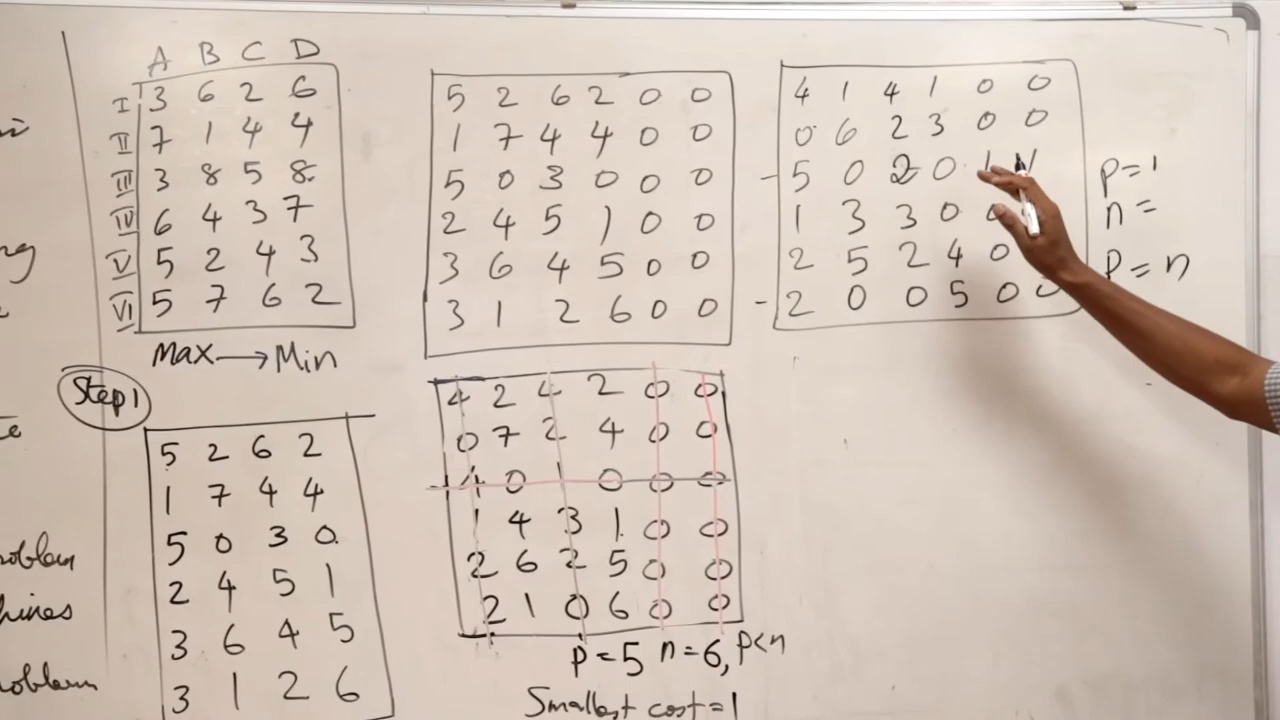 A B C D
I 3 6 2 6
II 7 1 4 4
III 3 8 5 8
IV 6 4 3 7
V 5 2 4 3
VI 5 7 6 2
Max → Min
Step 1
5 2 6 2
1 7 4 4
5 0 3 0
2 4 5 1
3 6 4 5
3 1 2 6
5 2 6 2 0 0
1 7 4 4 0 0
5 0 3 0 0 0
2 4 5 1 0 0
3 6 4 5 0 0
3 1 2 6 0 0
4 2 4 2 0 0
0 7 2 4 0 0
4 0 1 0 0 0
1 4 3 1 0 0
2 6 2 5 0 0
2 1 0 6 0 0
P = 5 n = 6, P < n
Smallest cost = 1
4 1 4 1 0 0
0 6 2 3 0 0
5 0 2 0 1 1
1 3 3 0 0
2 5 2 4 0
2 0 0 5 0 0
P = 1
n =
P = n